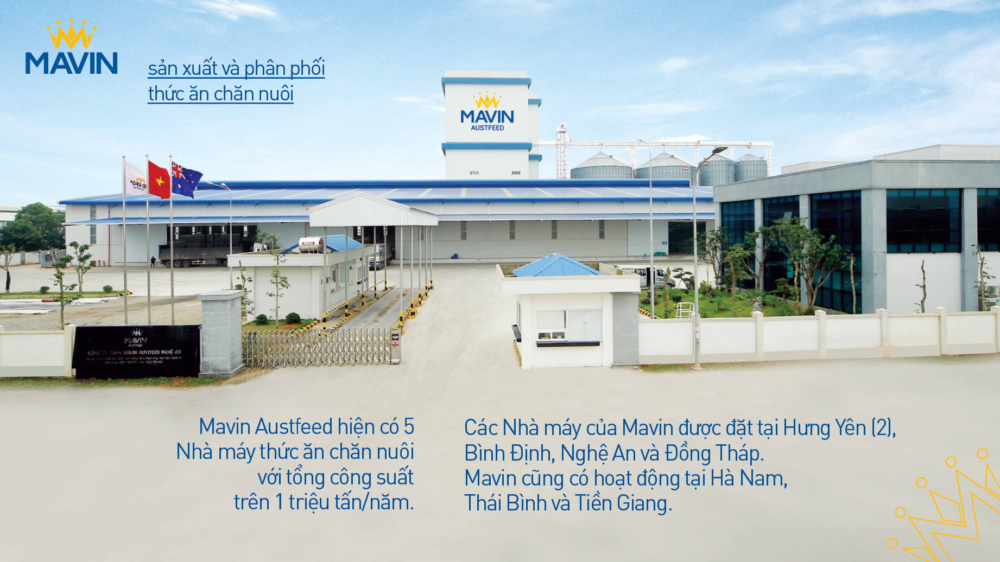 MAVIN
sản xuất và phân phối
thức ăn chăn nuôi
MAVIN
AUSTFEED
MAVIN
MAVIN
AUSTFEED
CÔNG TY TNHH MAVIN AUSTFEED NGHỆ AN
Mavin Austfeed hiện có 5
Nhà máy thức ăn chăn nuôi
với tổng công suất
trên 1 triệu tấn/năm.
Các Nhà máy của Mavin được đặt tại Hưng Yên (2),
Bình Định, Nghệ An và Đồng Tháp.
Mavin cũng có hoạt động tại Hà Nam,
Thái Bình và Tiền Giang.